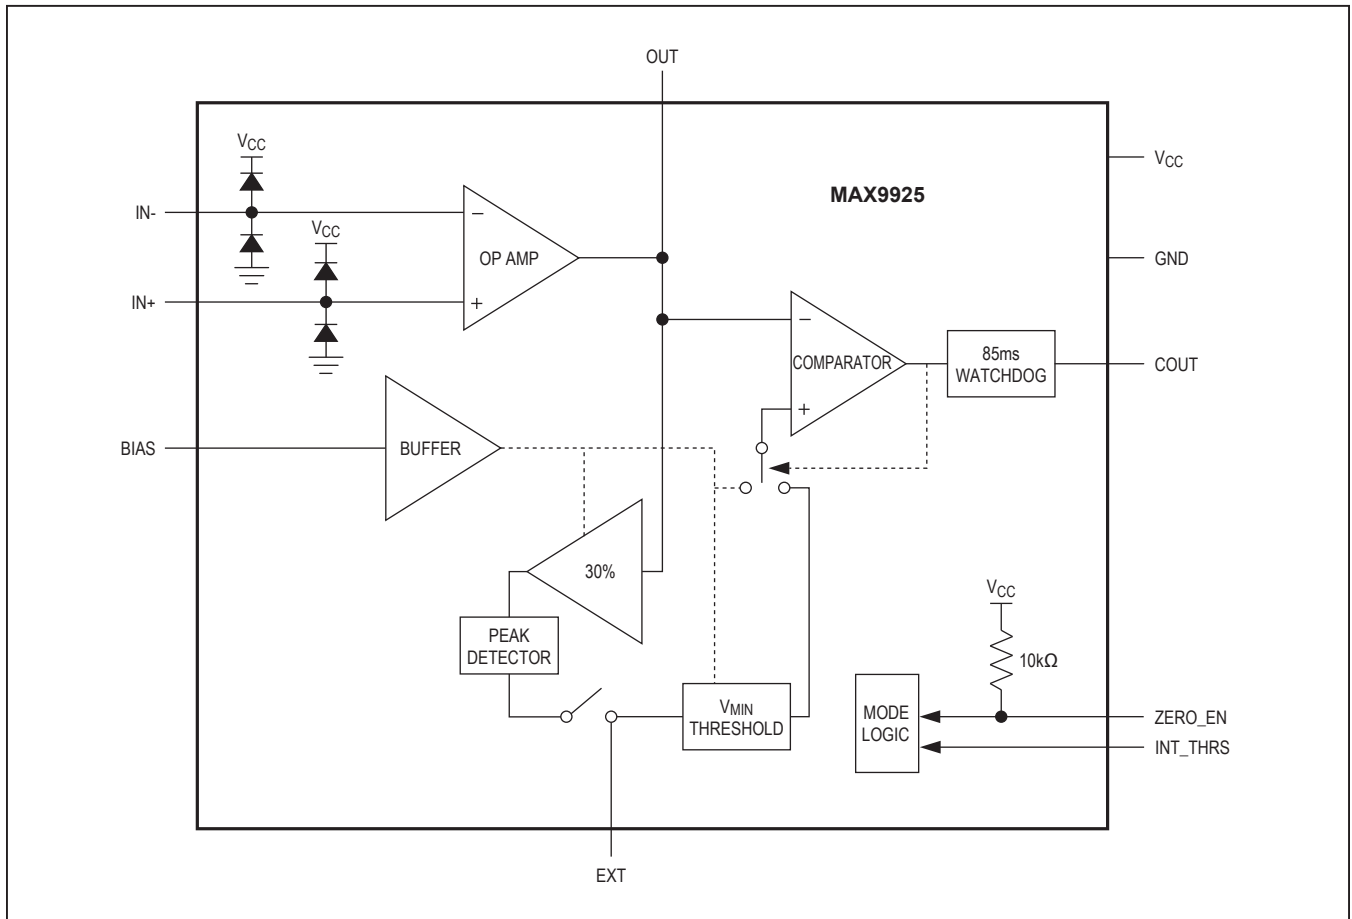 OUT
VCC
VCC
MAX9925
IN-
VCC
−
OP AMP
GND
IN+
+
−
COMPARATOR
85ms
WATCHDOG
COUT
+
BIAS
BUFFER
30%
VCC
PEAK
DETECTOR
10kΩ
VMIN
THRESHOLD
MODE
LOGIC
ZERO_EN
INT_THRS
EXT